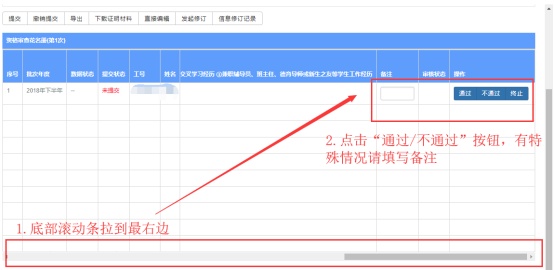 提交 撤销提交 导出 下载证明材料 直接编辑 发起修订 信息修订记录
资格审查花名册(第1次)
序号 批次年度 数据状态 提交状态 工号 姓名 交叉学习经历 @兼职辅导员、班主任、德育导师或新生之友等学生工作经历 备注 审核状态 操作
1 2018年下半年 -- 未提交 通过 不通过 终止
2.点击“通过/不通过”按钮，有特
殊情况请填写备注
1.底部滚动条拉到最右边